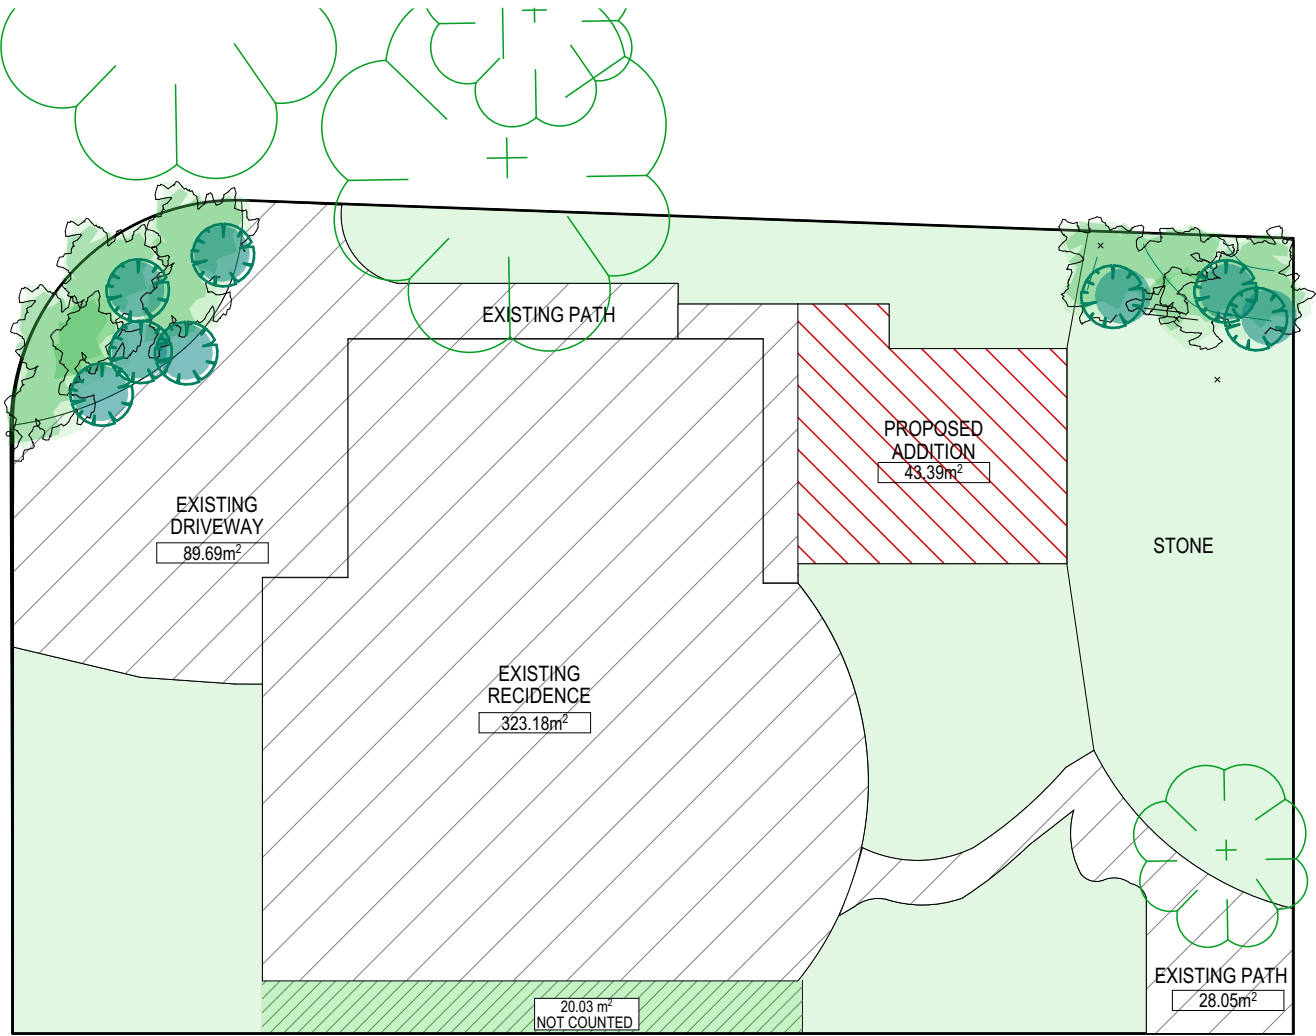 EXISTING PATH
PROPOSED
ADDITION
43.39m²
EXISTING
DRIVEWAY
89.69m²
STONE
EXISTING
RECIDENCE
323.18m²
EXISTING PATH
28.05m²
20.03 m²
NOT COUNTED